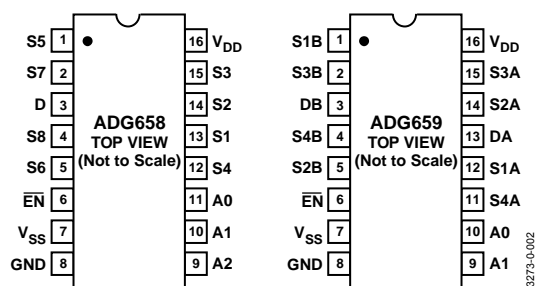 S5 1 16 VDD
S7 2 15 S3
D 3 14 S2
S8 4 13 S1
S6 5 12 S4
EN 6 11 A0
VSS 7 10 A1
GND 8 9 A2
ADG658
TOP VIEW
(Not to Scale)
S1B 1 16 VDD
S3B 2 15 S3A
DB 3 14 S2A
S4B 4 13 DA
S2B 5 12 S1A
EN 6 11 S4A
VSS 7 10 A0
GND 8 9 A1
ADG659
TOP VIEW
(Not to Scale)
3273-0-002